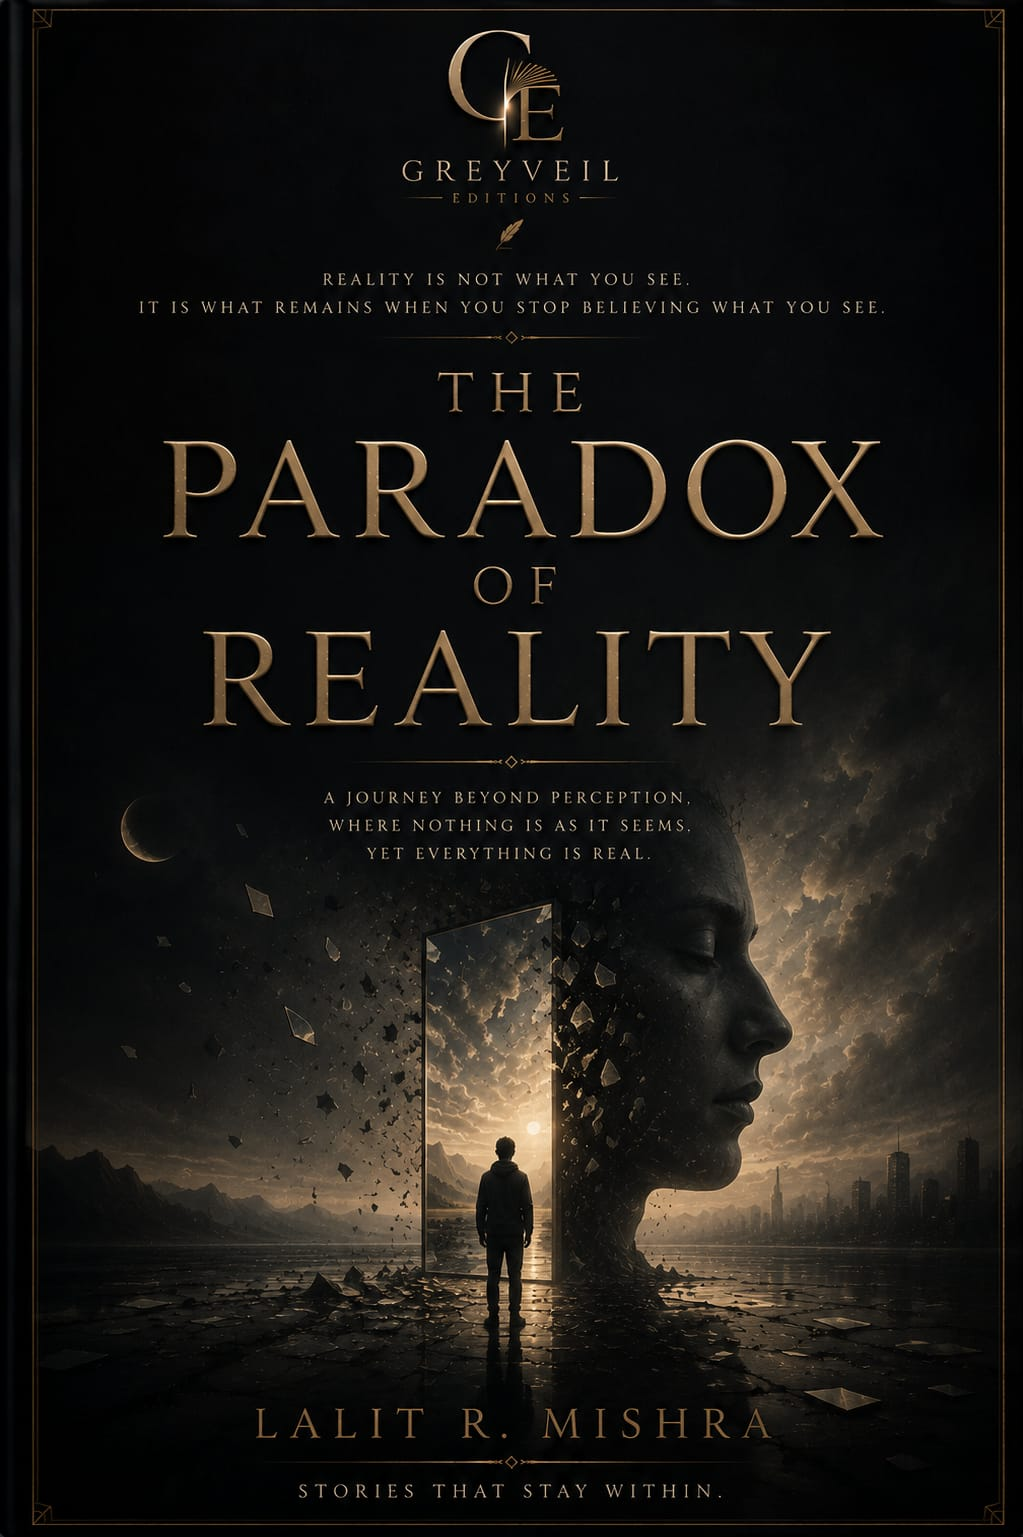 GE
GREYVEIL
EDITIONS
REALITY IS NOT WHAT YOU SEE.
IT IS WHAT REMAINS WHEN YOU STOP BELIEVING WHAT YOU SEE.
THE
PARADOX
OF
REALITY
A JOURNEY BEYOND PERCEPTION,
WHERE NOTHING IS AS IT SEEMS,
YET EVERYTHING IS REAL.
LALIT R. MISHRA
STORIES THAT STAY WITHIN.